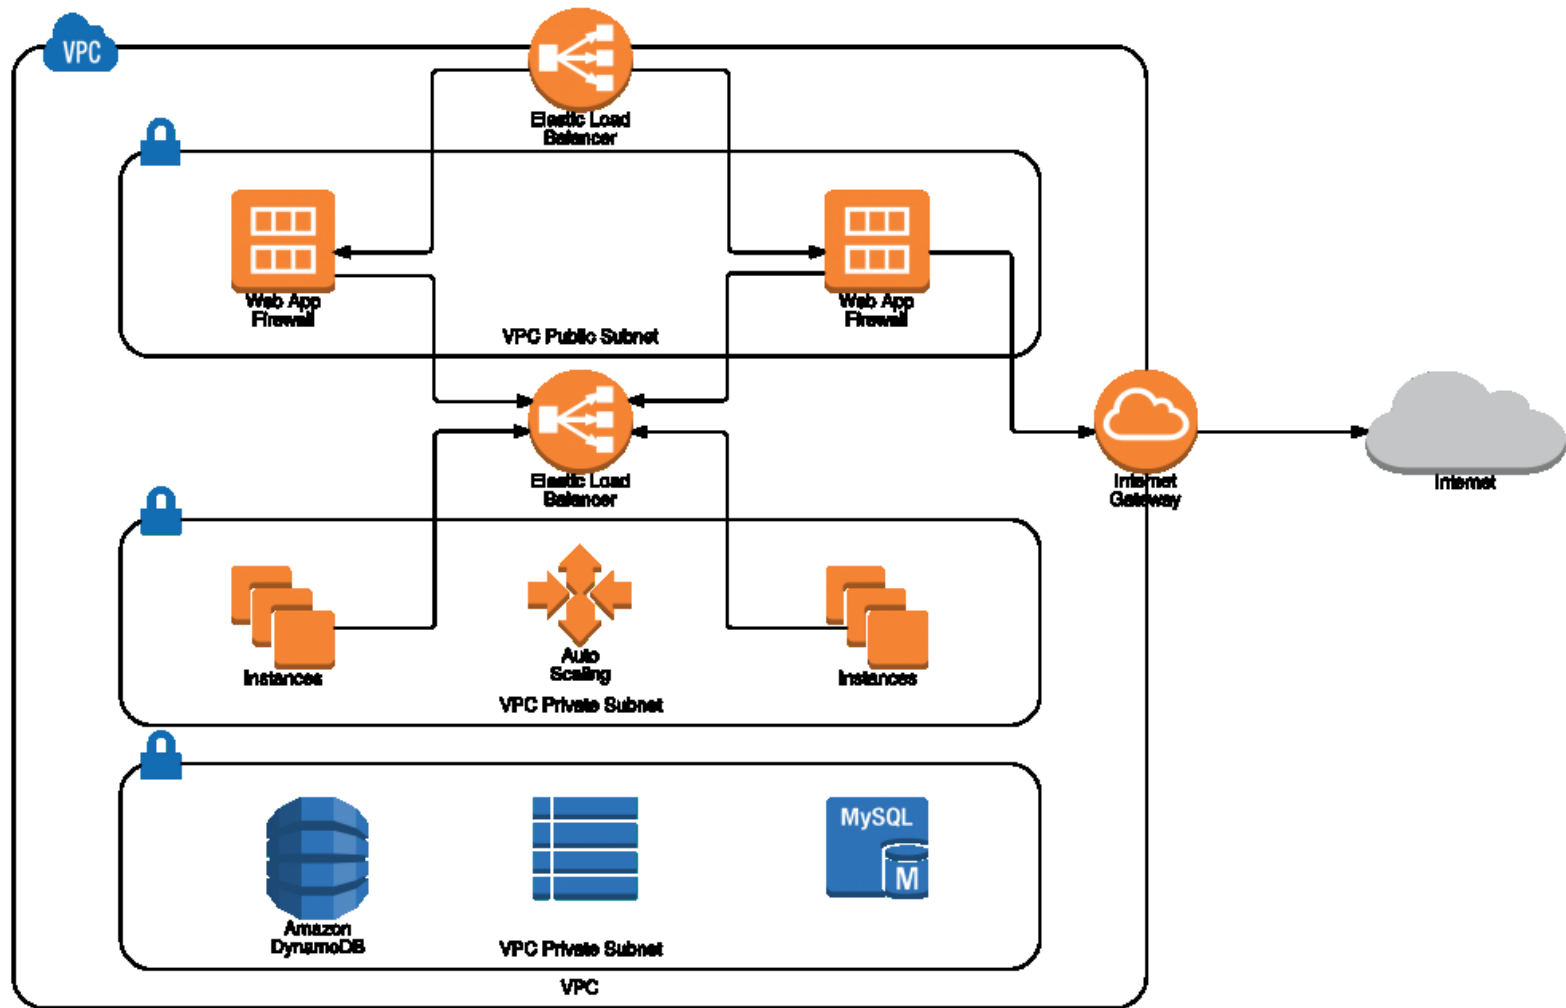 VPC
Elastic Load
Balancer
Web App
Firewall
Web App
Firewall
VPC Public Subnet
Elastic Load
Balancer
Internet
Gateway
Internet
Instances
Auto
Scaling
Instances
VPC Private Subnet
MySQL
M
Amazon
DynamoDB
VPC Private Subnet
VPC